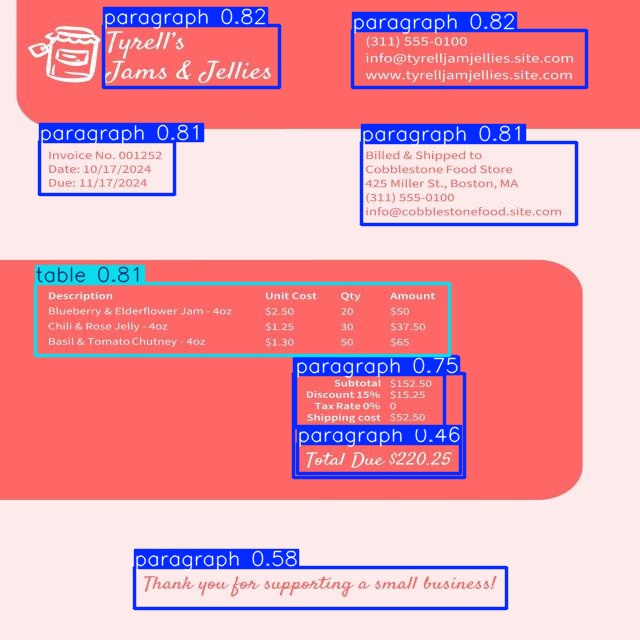 paragraph 0.82
Tyrell's
Jams & Jellies
paragraph 0.82
(311) 555-0100
info@tyrelljamjellies.site.com
www.tyrelljamjellies.site.com
paragraph 0.81
Invoice No. 001252
Date: 10/17/2024
Due: 11/17/2024
paragraph 0.81
Billed & Shipped to
Cobblestone Food Store
425 Miller St., Boston, MA
(311) 555-0100
info@cobblestonefood.site.com
table 0.81
Description Unit Cost Qty Amount
Blueberry & Elderflower Jam - 4oz $2.50 20 $50
Chili & Rose Jelly - 4oz $1.25 30 $37.50
Basil & Tomato Chutney - 4oz $1.30 50 $65
paragraph 0.75
Subtotal $152.50
Discount 15% $15.25
Tax Rate 0% 0
Shipping cost $52.50
paragraph 0.46
Total Due $220.25
paragraph 0.58
Thank you for supporting a small business!